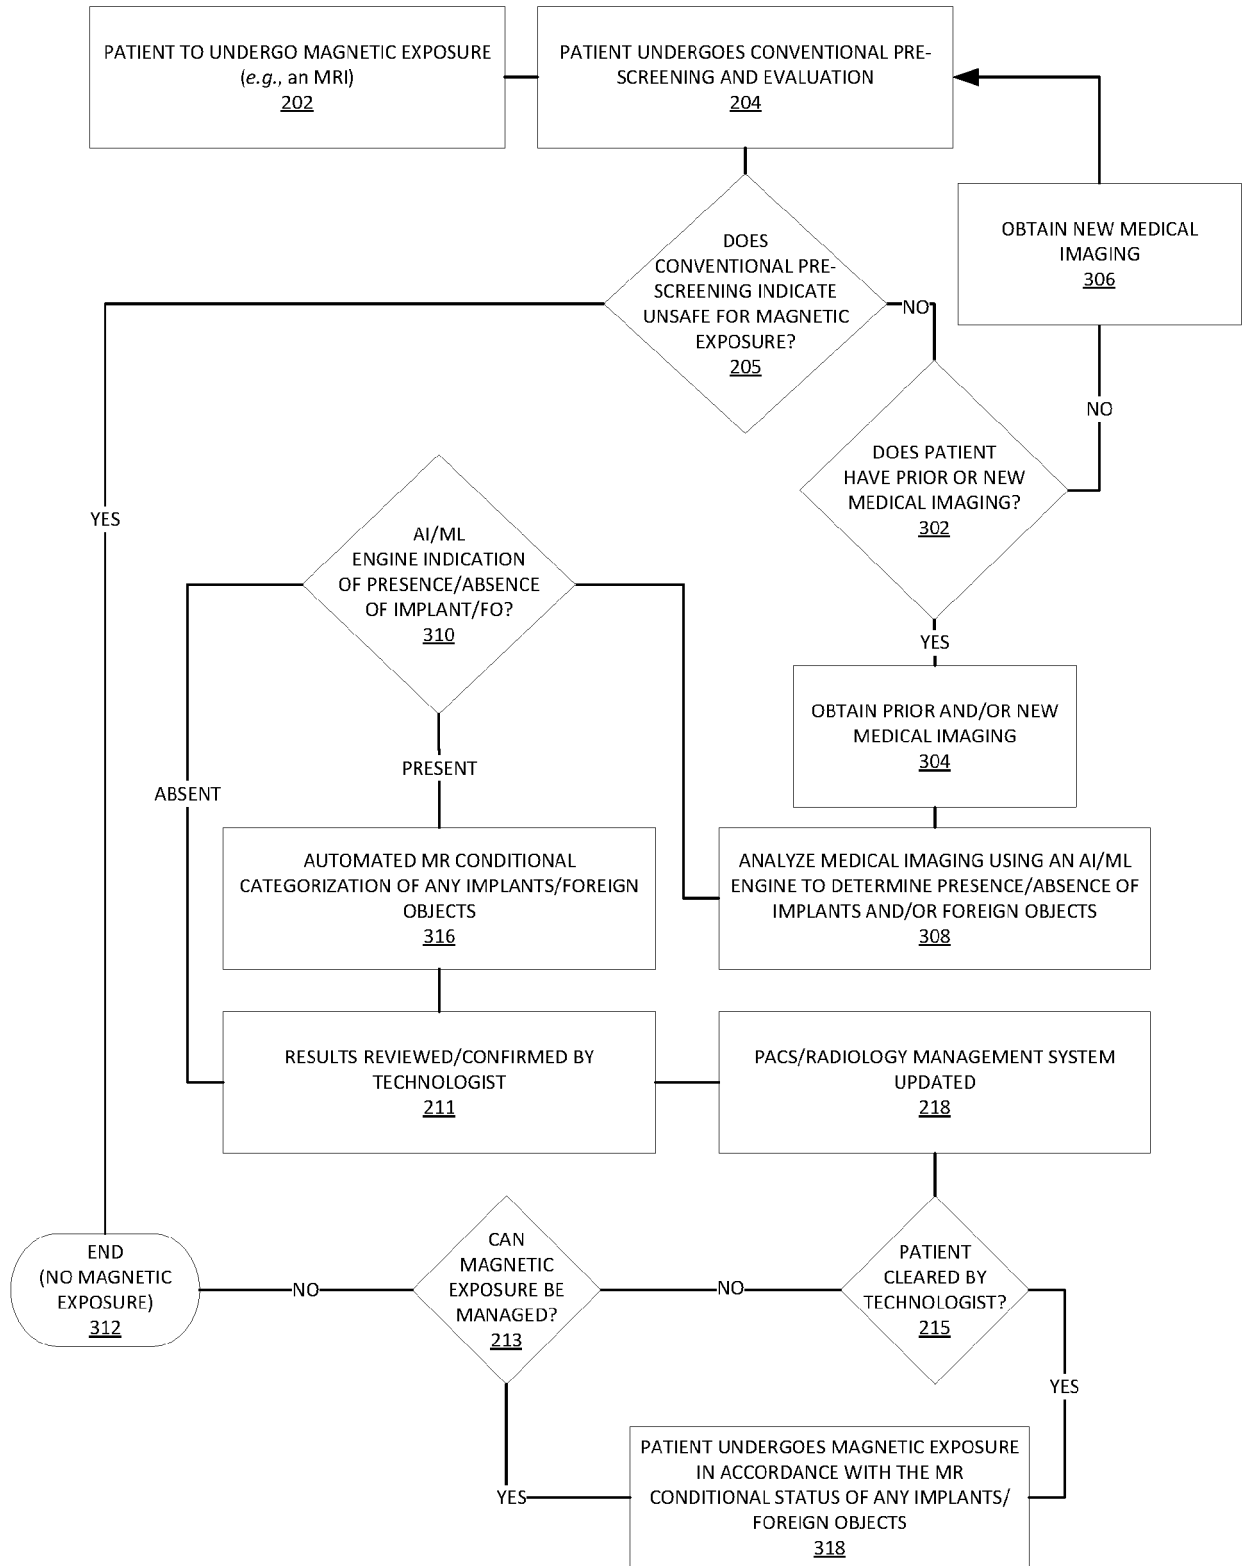 PATIENT TO UNDERGO MAGNETIC EXPOSURE
(e.g., an MRI)
202
PATIENT UNDERGOES CONVENTIONAL PRE-
SCREENING AND EVALUATION
204
OBTAIN NEW MEDICAL
IMAGING
306
DOES
CONVENTIONAL PRE-
SCREENING INDICATE
UNSAFE FOR MAGNETIC
EXPOSURE?
205
NO
NO
DOES PATIENT
HAVE PRIOR OR NEW
MEDICAL IMAGING?
302
YES
AI/ML
ENGINE INDICATION
OF PRESENCE/ABSENCE
OF IMPLANT/FO?
310
YES
OBTAIN PRIOR AND/OR NEW
MEDICAL IMAGING
304
PRESENT
ABSENT
AUTOMATED MR CONDITIONAL
CATEGORIZATION OF ANY IMPLANTS/FOREIGN
OBJECTS
316
ANALYZE MEDICAL IMAGING USING AN AI/ML
ENGINE TO DETERMINE PRESENCE/ABSENCE OF
IMPLANTS AND/OR FOREIGN OBJECTS
308
RESULTS REVIEWED/CONFIRMED BY
TECHNOLOGIST
211
PACS/RADIOLOGY MANAGEMENT SYSTEM
UPDATED
218
END
(NO MAGNETIC
EXPOSURE)
312
NO
CAN
MAGNETIC
EXPOSURE BE
MANAGED?
213
NO
PATIENT
CLEARED BY
TECHNOLOGIST?
215
YES
YES
PATIENT UNDERGOES MAGNETIC EXPOSURE
IN ACCORDANCE WITH THE MR
CONDITIONAL STATUS OF ANY IMPLANTS/
FOREIGN OBJECTS
318